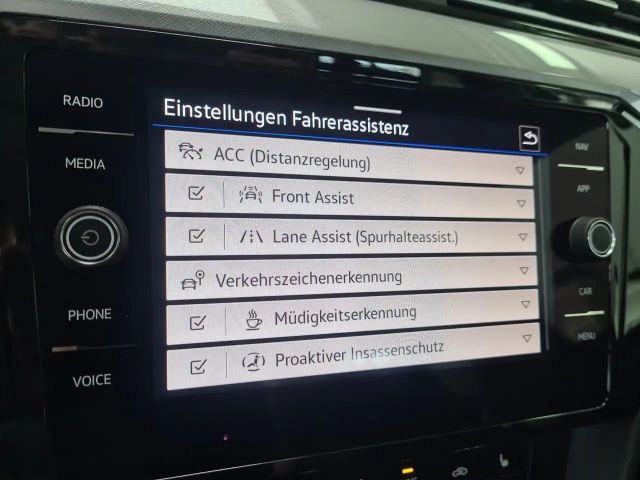 RADIO
MEDIA
PHONE
VOICE
Einstellungen Fahrerassistenz
ACC (Distanzregelung)
Front Assist
Lane Assist (Spurhalteassist.)
Verkehrszeichenerkennung
Müdigkeitserkennung
Proaktiver Insassenschutz
NAV
APP
CAR
MENU